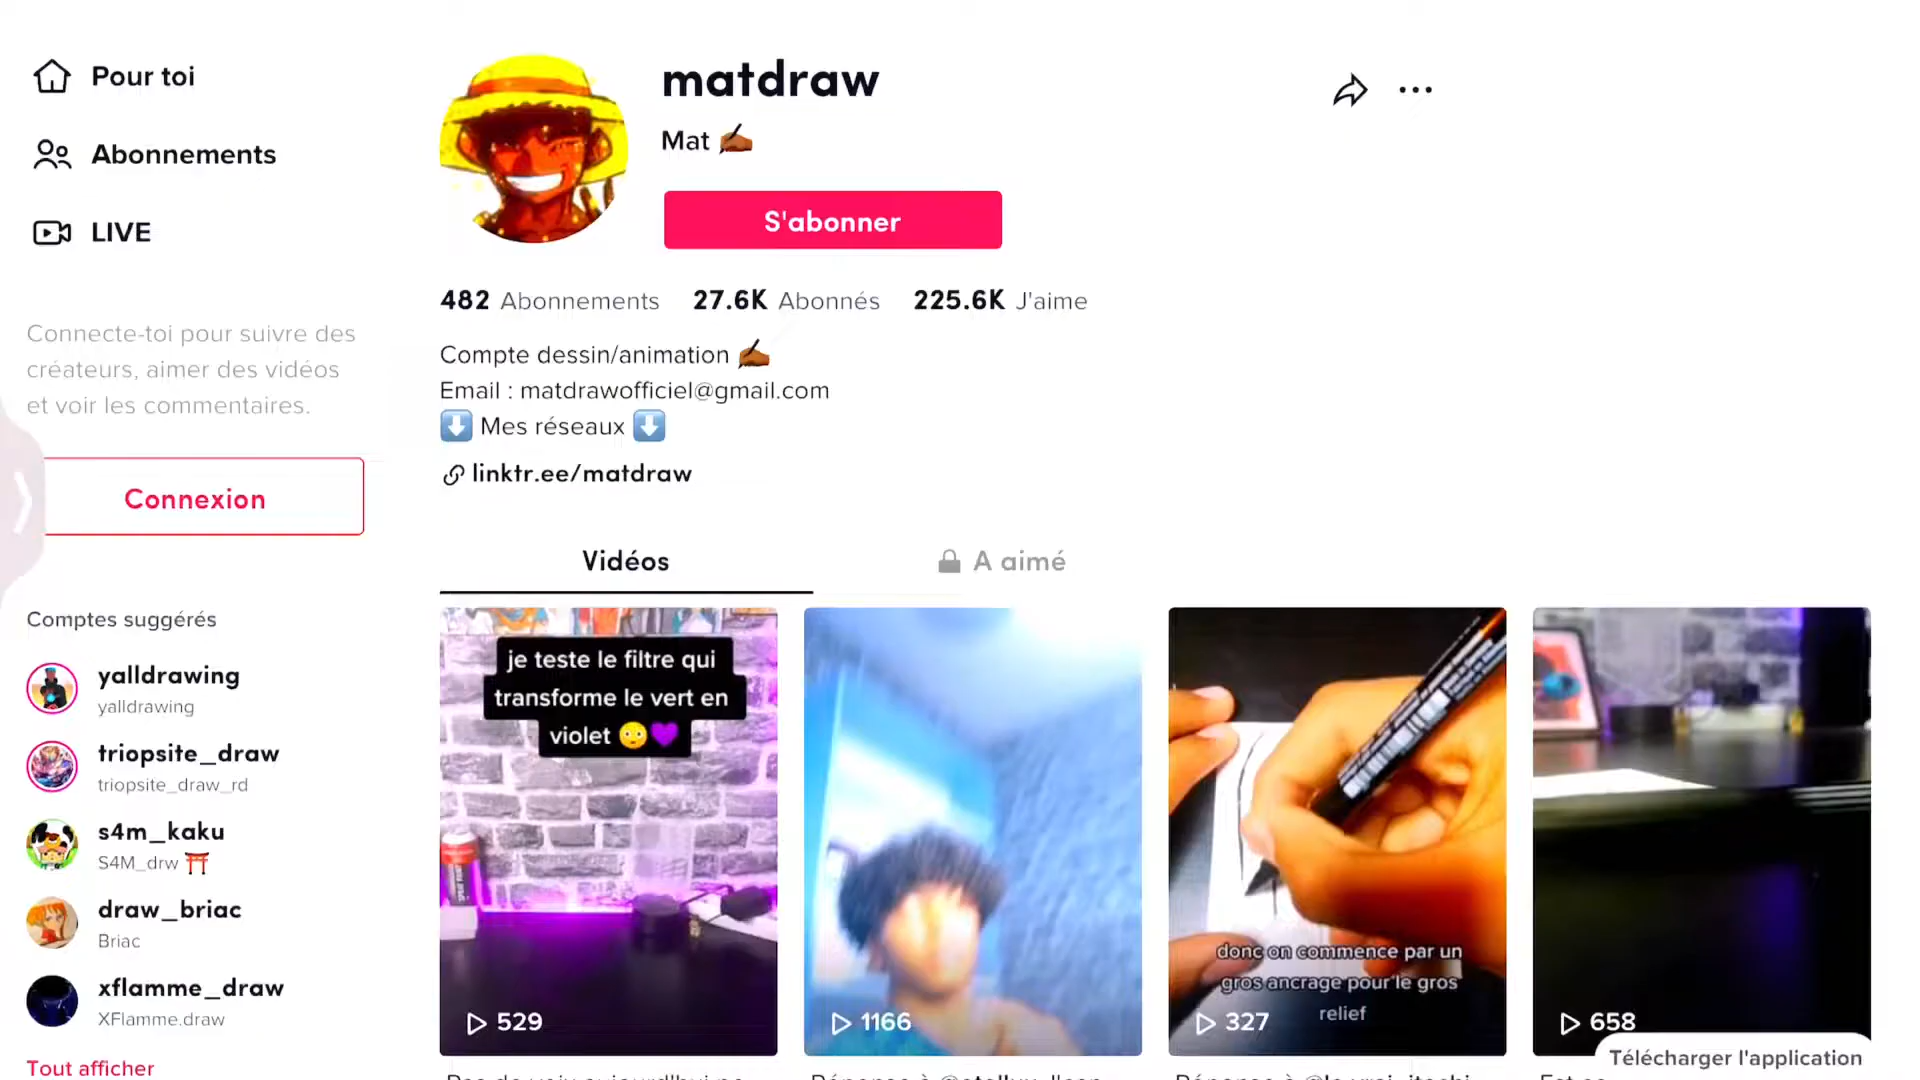 Pour toi
Abonnements
LIVE
Connecte-toi pour suivre des
créateurs, aimer des vidéos
et voir les commentaires.
Connexion
Comptes suggérés
yalldrawing
yalldrawing
triopsite_draw
triopsite_draw_rd
s4m_kaku
S4M_drw ⛩️
draw_briac
Briac
xflamme_draw
XFlamme.draw
Tout afficher
matdraw
Mat ✍🏾
S'abonner
482 Abonnements 27.6K Abonnés 225.6K J'aime
Compte dessin/animation ✍🏾
Email : matdrawofficiel@gmail.com
⬇️ Mes réseaux ⬇️
linktr.ee/matdraw
Vidéos
A aimé
je teste le filtre qui
transforme le vert en
violet 😳💜
529
1166
donc on commence par un
gros ancrage pour le gros
relief
327
658
Télécharger l'application